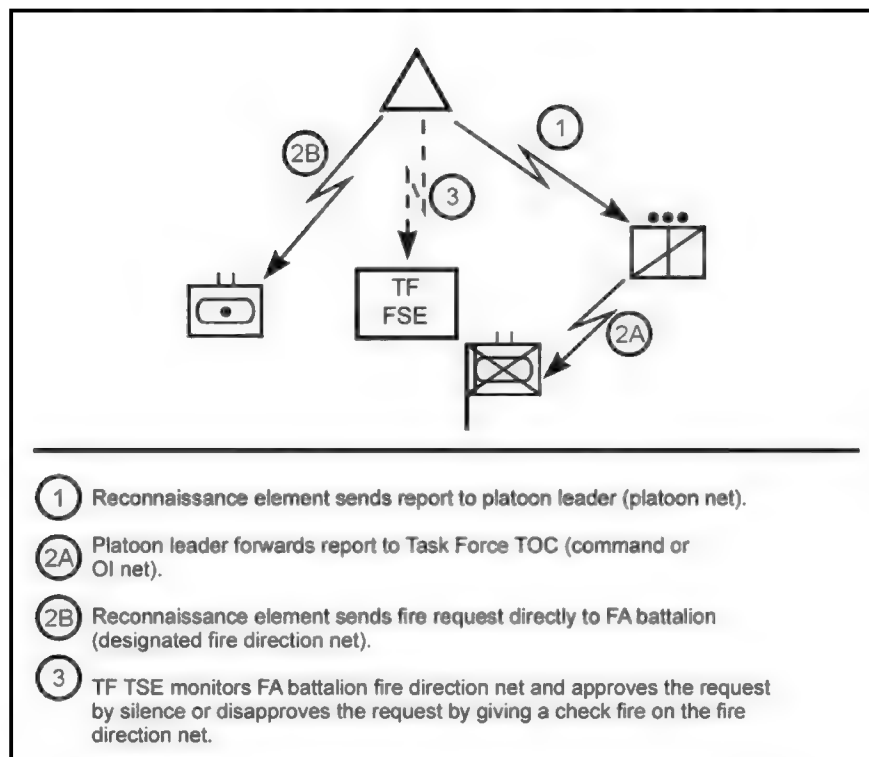 1
2B
3
TF
FSE
2A
1 Reconnaissance element sends report to platoon leader (platoon net).
2A Platoon leader forwards report to Task Force TOC (command or
OI net).
2B Reconnaissance element sends fire request directly to FA battalion
(designated fire direction net).
3 TF TSE monitors FA battalion fire direction net and approves the request
by silence or disapproves the request by giving a check fire on the fire
direction net.